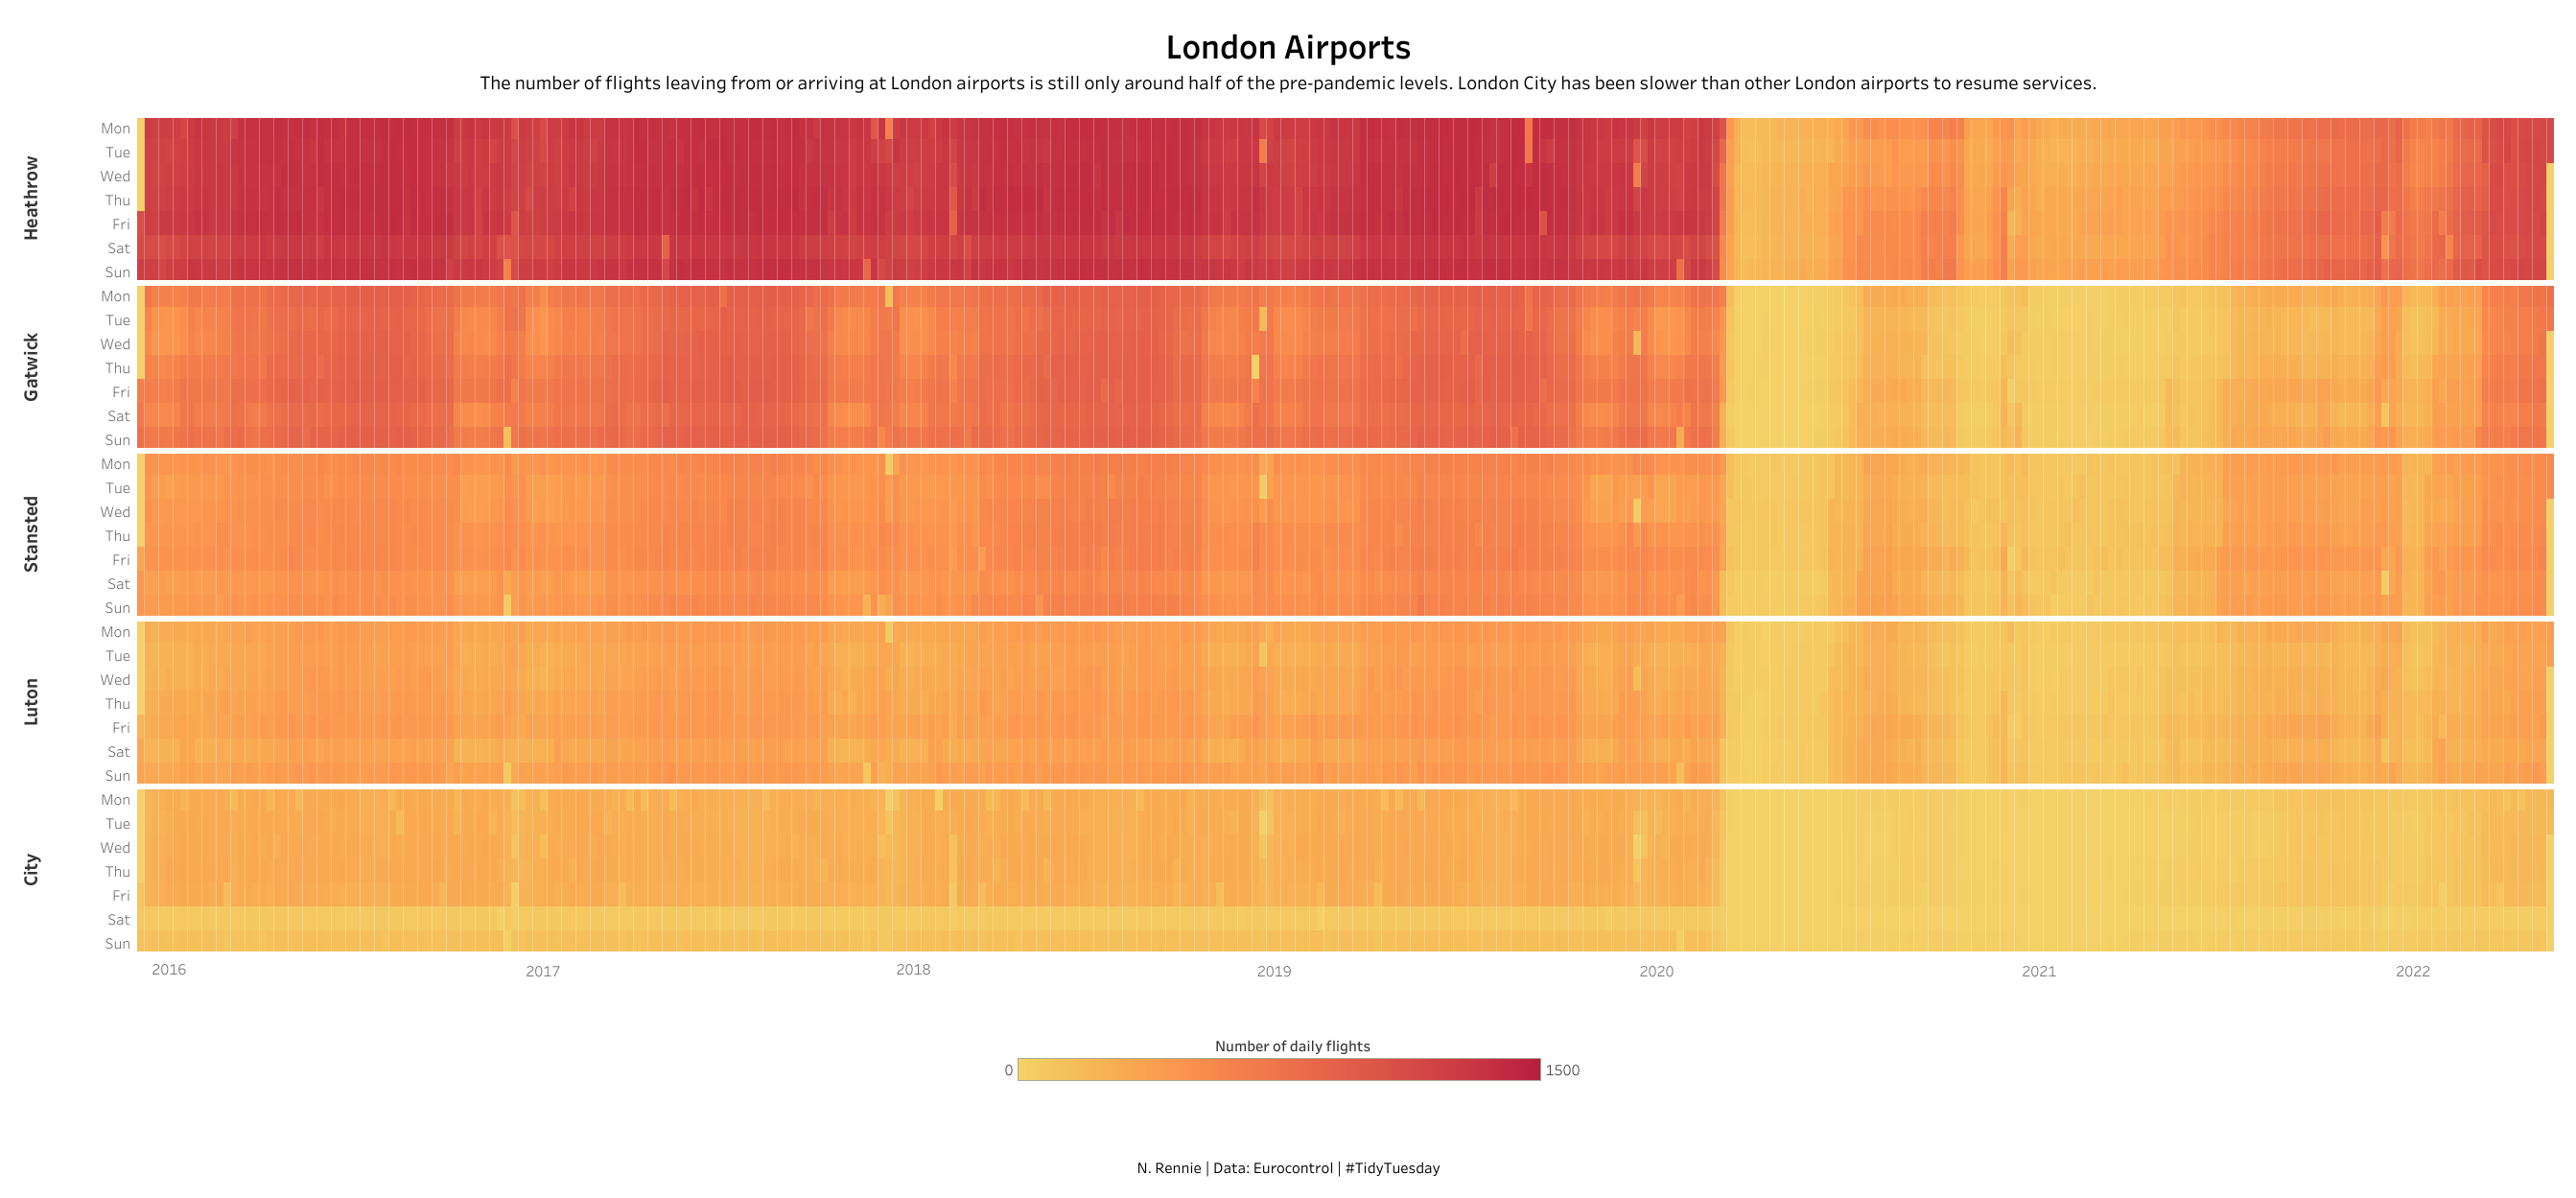 London Airports
The number of flights leaving from or arriving at London airports is still only around half of the pre-pandemic levels. London City has been slower than other London airports to resume services.
Heathrow
Mon
Tue
Wed
Thu
Fri
Sat
Sun
Gatwick
Mon
Tue
Wed
Thu
Fri
Sat
Sun
Stansted
Mon
Tue
Wed
Thu
Fri
Sat
Sun
Luton
Mon
Tue
Wed
Thu
Fri
Sat
Sun
City
Mon
Tue
Wed
Thu
Fri
Sat
Sun
2016 2017 2018 2019 2020 2021 2022
Number of daily flights
0 1500
N. Rennie | Data: Eurocontrol | #TidyTuesday